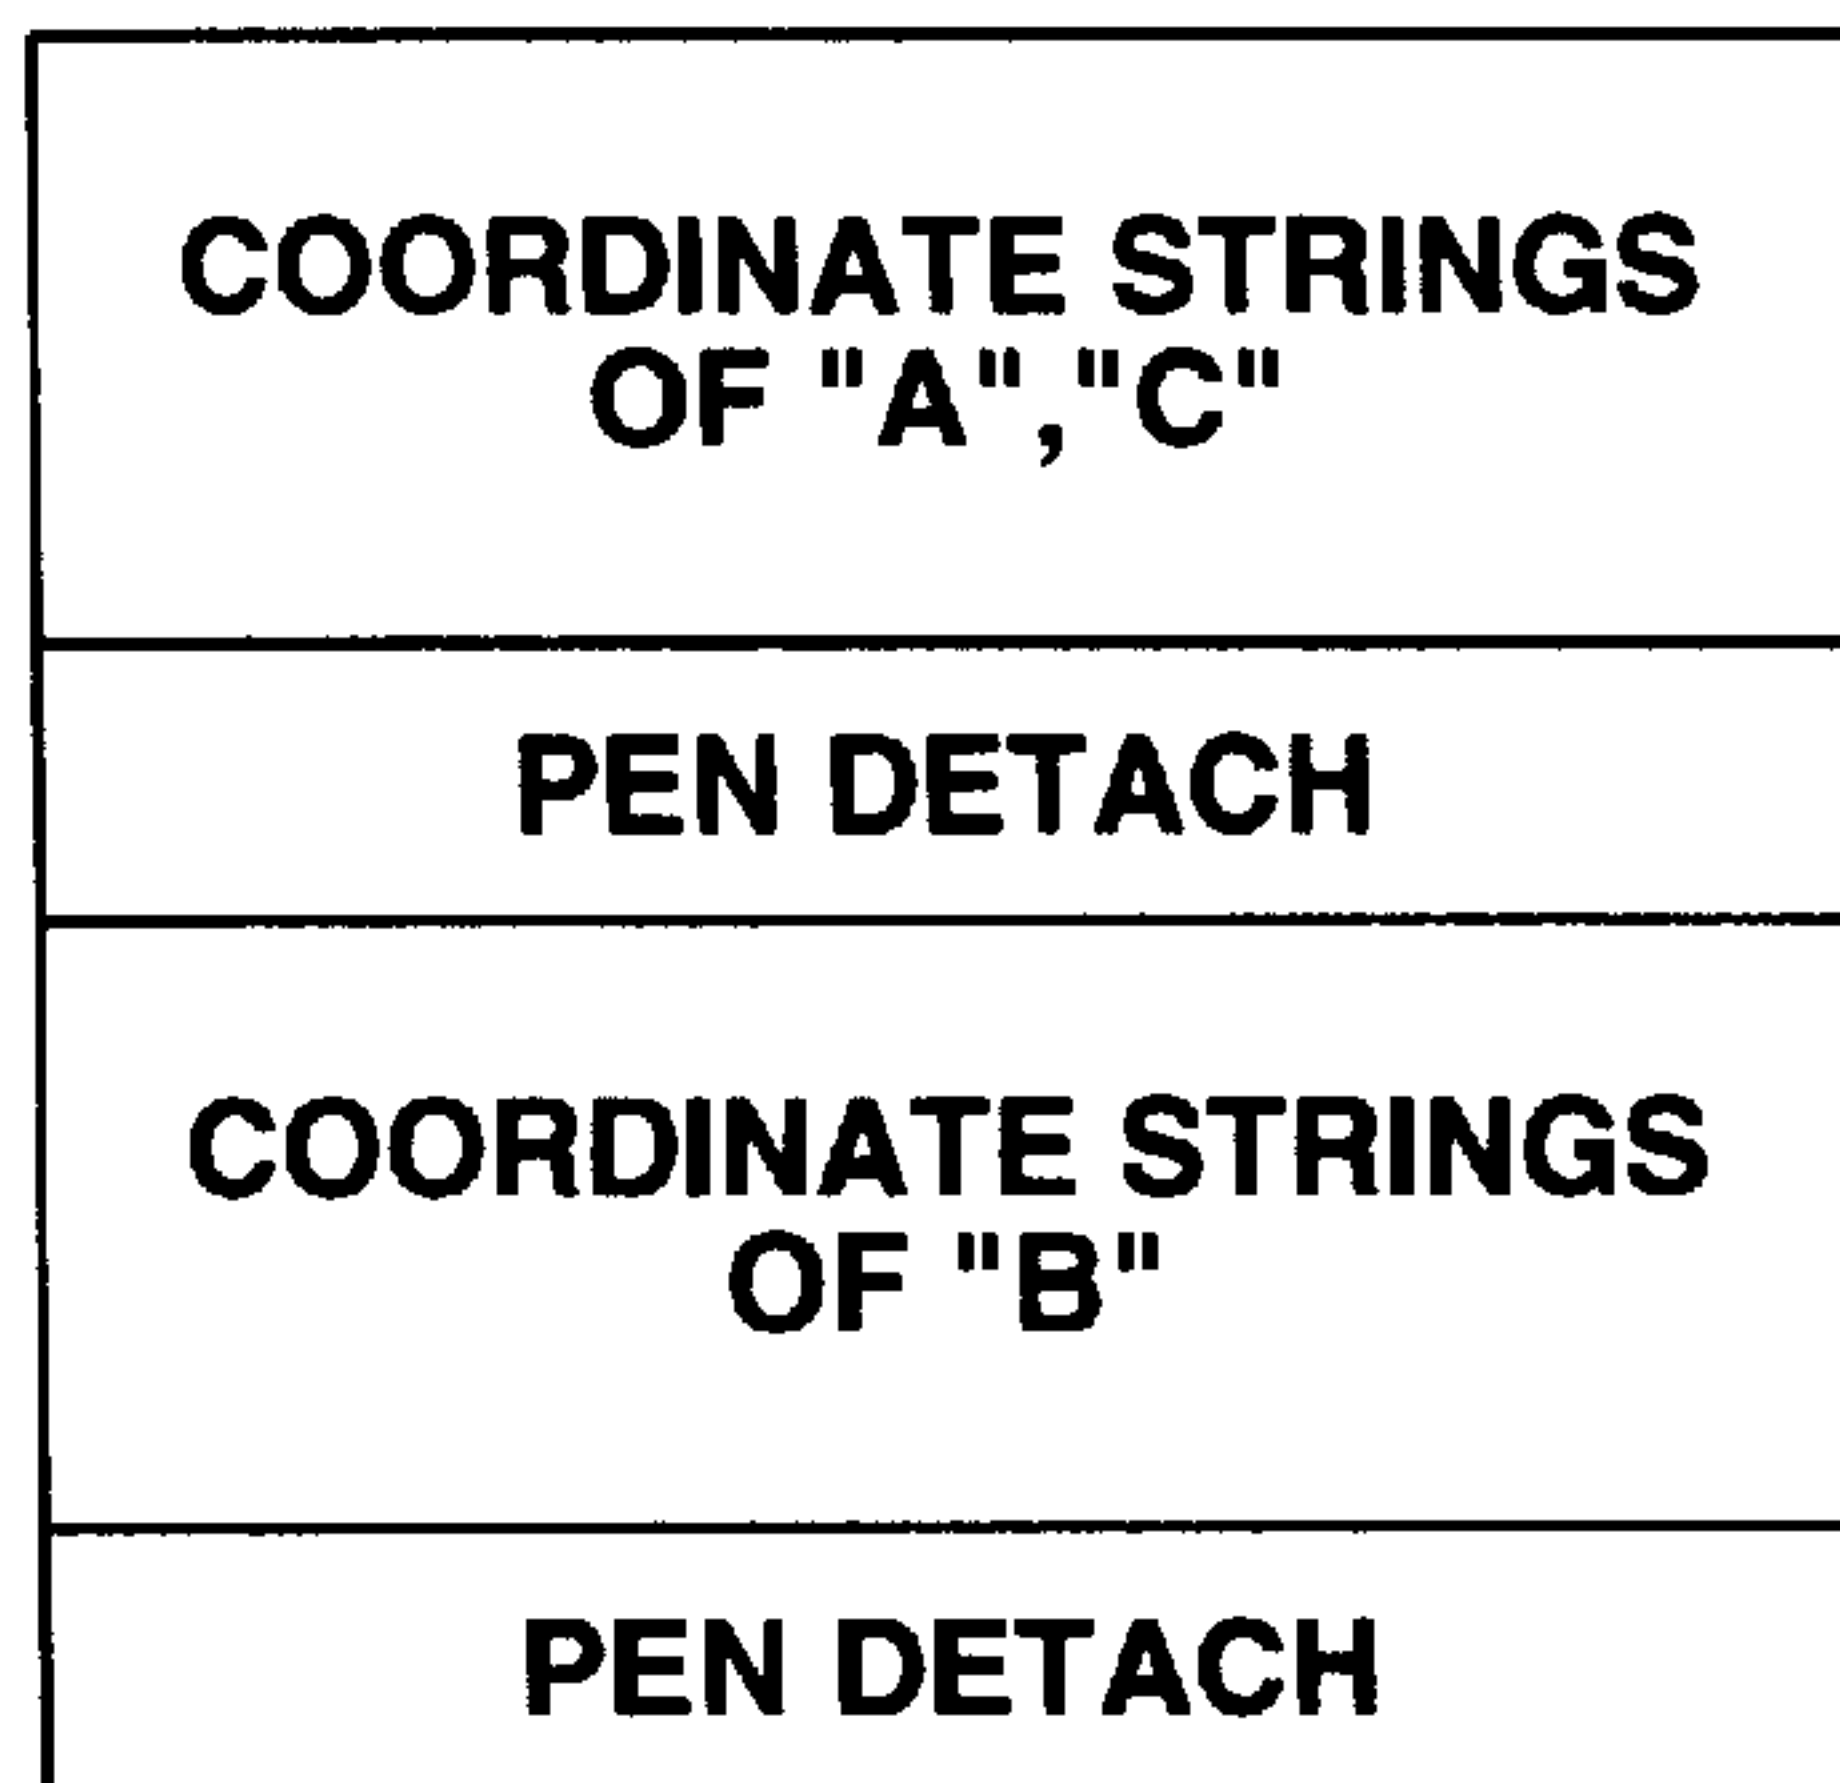 COORDINATE STRINGS
OF "A","C"
PEN DETACH
COORDINATE STRINGS
OF "B"
PEN DETACH